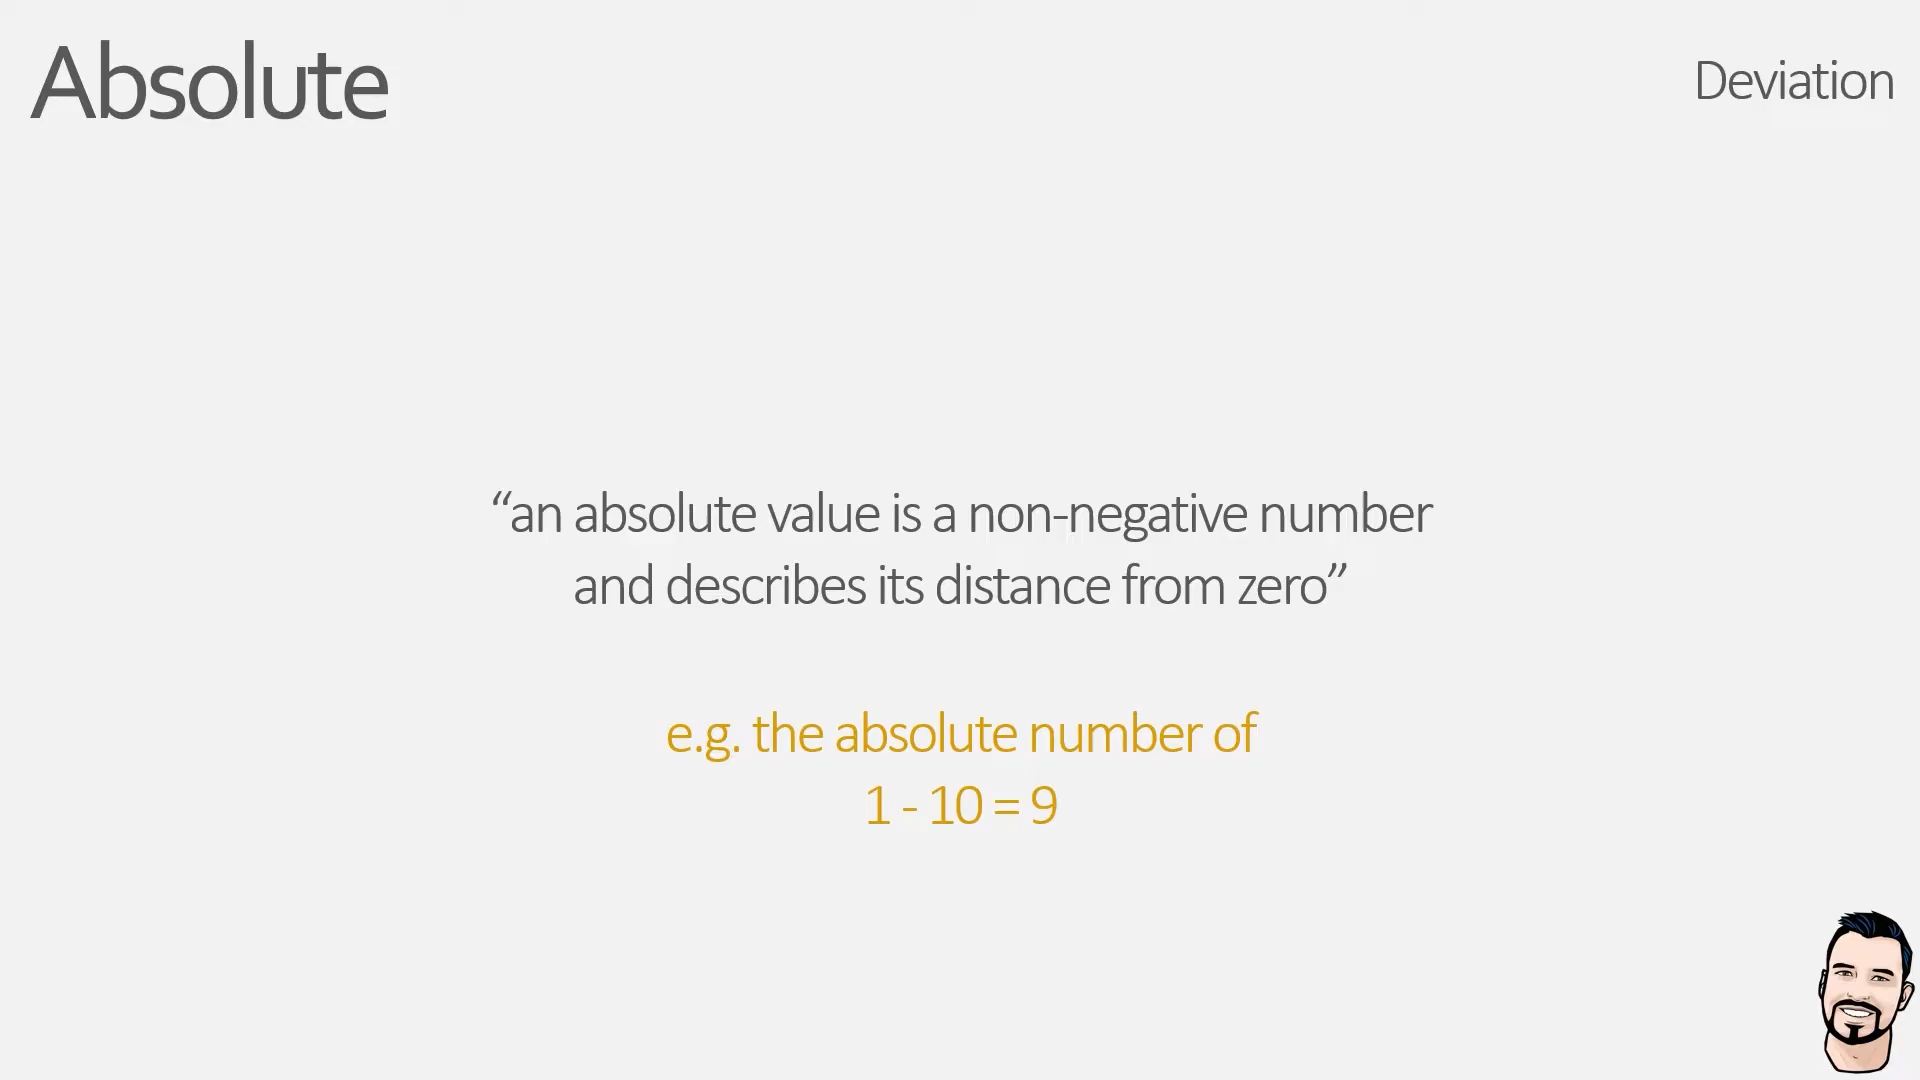 Absolute
Deviation
“an absolute value is a non-negative number
and describes its distance from zero”
e.g. the absolute number of
1 - 10 = 9